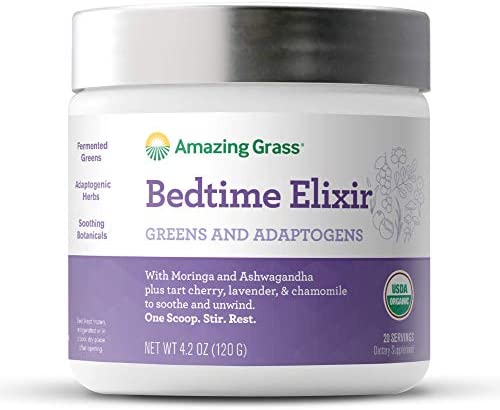 Amazing Grass®
Fermented
Greens
Adaptogenic
Herbs
Soothing
Botanicals
Bedtime Elixir
GREENS AND ADAPTOGENS
With Moringa and Ashwagandha
plus tart cherry, lavender, & chamomile
to soothe and unwind.
One Scoop. Stir. Rest.
USDA
ORGANIC
20 SERVINGS
Dietary Supplement
NET WT 4.2 OZ (120 G)